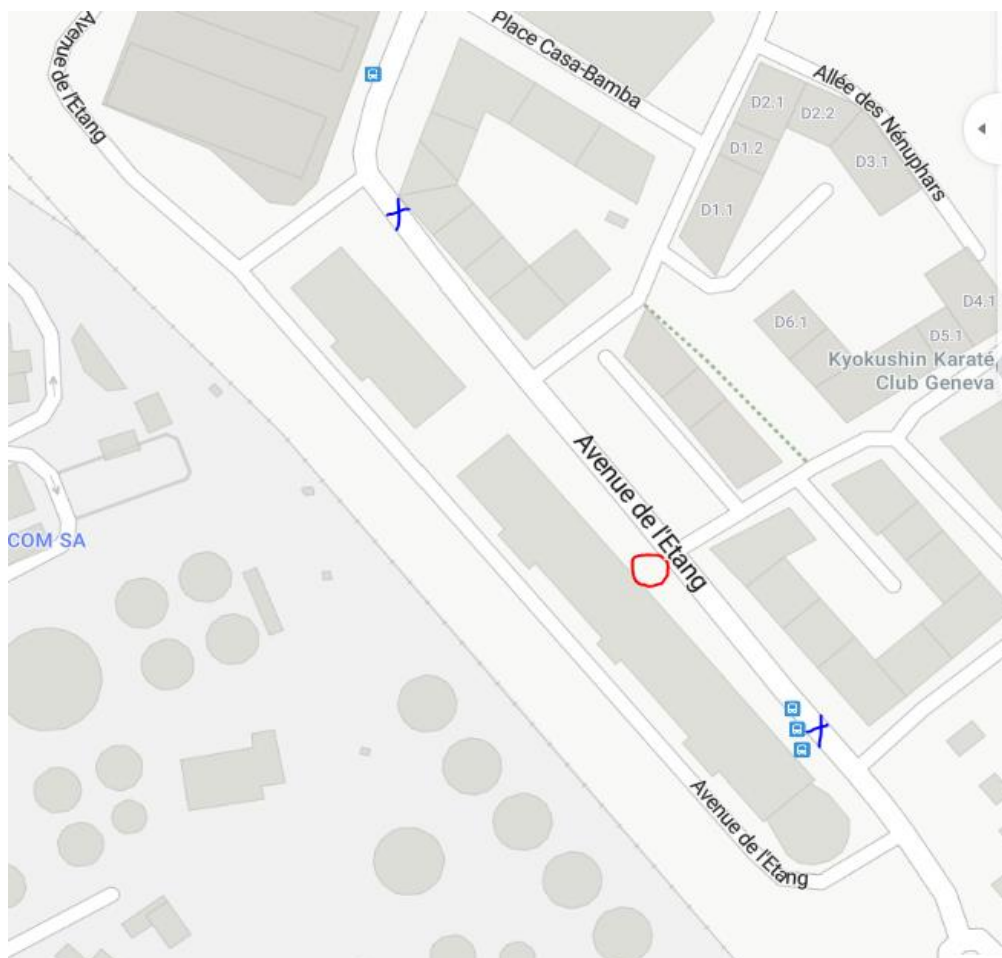 Avenue de l'Etang
Place Casa-Bamba
Allée des Nénuphars
D2.1
D2.2
D1.2
D3.1
D1.1
D4.1
D6.1
D5.1
Kyokushin Karaté
Club Geneva
Avenue de l'Etang
COM SA
Avenue de l'Etang